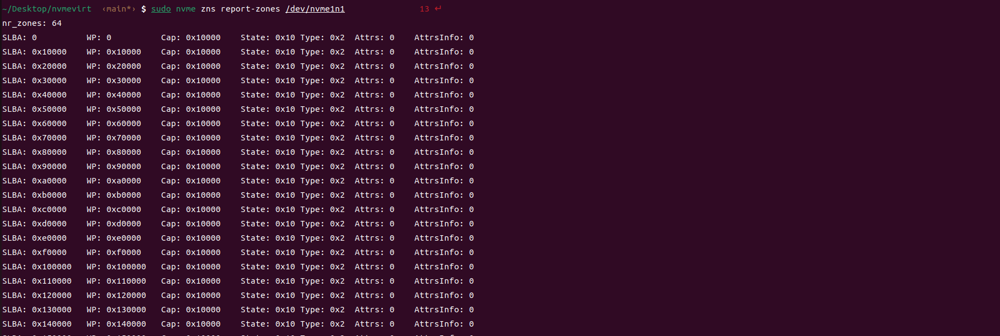 ~/Desktop/nvmevirt ‹main*› $ sudo nvme zns report-zones /dev/nvme1n1 13 ↵
nr_zones: 64
SLBA: 0 WP: 0 Cap: 0x10000 State: 0x10 Type: 0x2 Attrs: 0 AttrsInfo: 0
SLBA: 0x10000 WP: 0x10000 Cap: 0x10000 State: 0x10 Type: 0x2 Attrs: 0 AttrsInfo: 0
SLBA: 0x20000 WP: 0x20000 Cap: 0x10000 State: 0x10 Type: 0x2 Attrs: 0 AttrsInfo: 0
SLBA: 0x30000 WP: 0x30000 Cap: 0x10000 State: 0x10 Type: 0x2 Attrs: 0 AttrsInfo: 0
SLBA: 0x40000 WP: 0x40000 Cap: 0x10000 State: 0x10 Type: 0x2 Attrs: 0 AttrsInfo: 0
SLBA: 0x50000 WP: 0x50000 Cap: 0x10000 State: 0x10 Type: 0x2 Attrs: 0 AttrsInfo: 0
SLBA: 0x60000 WP: 0x60000 Cap: 0x10000 State: 0x10 Type: 0x2 Attrs: 0 AttrsInfo: 0
SLBA: 0x70000 WP: 0x70000 Cap: 0x10000 State: 0x10 Type: 0x2 Attrs: 0 AttrsInfo: 0
SLBA: 0x80000 WP: 0x80000 Cap: 0x10000 State: 0x10 Type: 0x2 Attrs: 0 AttrsInfo: 0
SLBA: 0x90000 WP: 0x90000 Cap: 0x10000 State: 0x10 Type: 0x2 Attrs: 0 AttrsInfo: 0
SLBA: 0xa0000 WP: 0xa0000 Cap: 0x10000 State: 0x10 Type: 0x2 Attrs: 0 AttrsInfo: 0
SLBA: 0xb0000 WP: 0xb0000 Cap: 0x10000 State: 0x10 Type: 0x2 Attrs: 0 AttrsInfo: 0
SLBA: 0xc0000 WP: 0xc0000 Cap: 0x10000 State: 0x10 Type: 0x2 Attrs: 0 AttrsInfo: 0
SLBA: 0xd0000 WP: 0xd0000 Cap: 0x10000 State: 0x10 Type: 0x2 Attrs: 0 AttrsInfo: 0
SLBA: 0xe0000 WP: 0xe0000 Cap: 0x10000 State: 0x10 Type: 0x2 Attrs: 0 AttrsInfo: 0
SLBA: 0xf0000 WP: 0xf0000 Cap: 0x10000 State: 0x10 Type: 0x2 Attrs: 0 AttrsInfo: 0
SLBA: 0x100000 WP: 0x100000 Cap: 0x10000 State: 0x10 Type: 0x2 Attrs: 0 AttrsInfo: 0
SLBA: 0x110000 WP: 0x110000 Cap: 0x10000 State: 0x10 Type: 0x2 Attrs: 0 AttrsInfo: 0
SLBA: 0x120000 WP: 0x120000 Cap: 0x10000 State: 0x10 Type: 0x2 Attrs: 0 AttrsInfo: 0
SLBA: 0x130000 WP: 0x130000 Cap: 0x10000 State: 0x10 Type: 0x2 Attrs: 0 AttrsInfo: 0
SLBA: 0x140000 WP: 0x140000 Cap: 0x10000 State: 0x10 Type: 0x2 Attrs: 0 AttrsInfo: 0